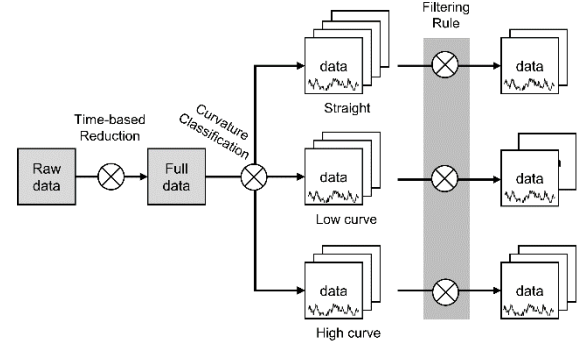 Filtering
Rule
data
data
Straight
Time-based
Reduction
Curvature
Classification
Raw
data
Full
data
data
data
Low curve
data
data
High curve